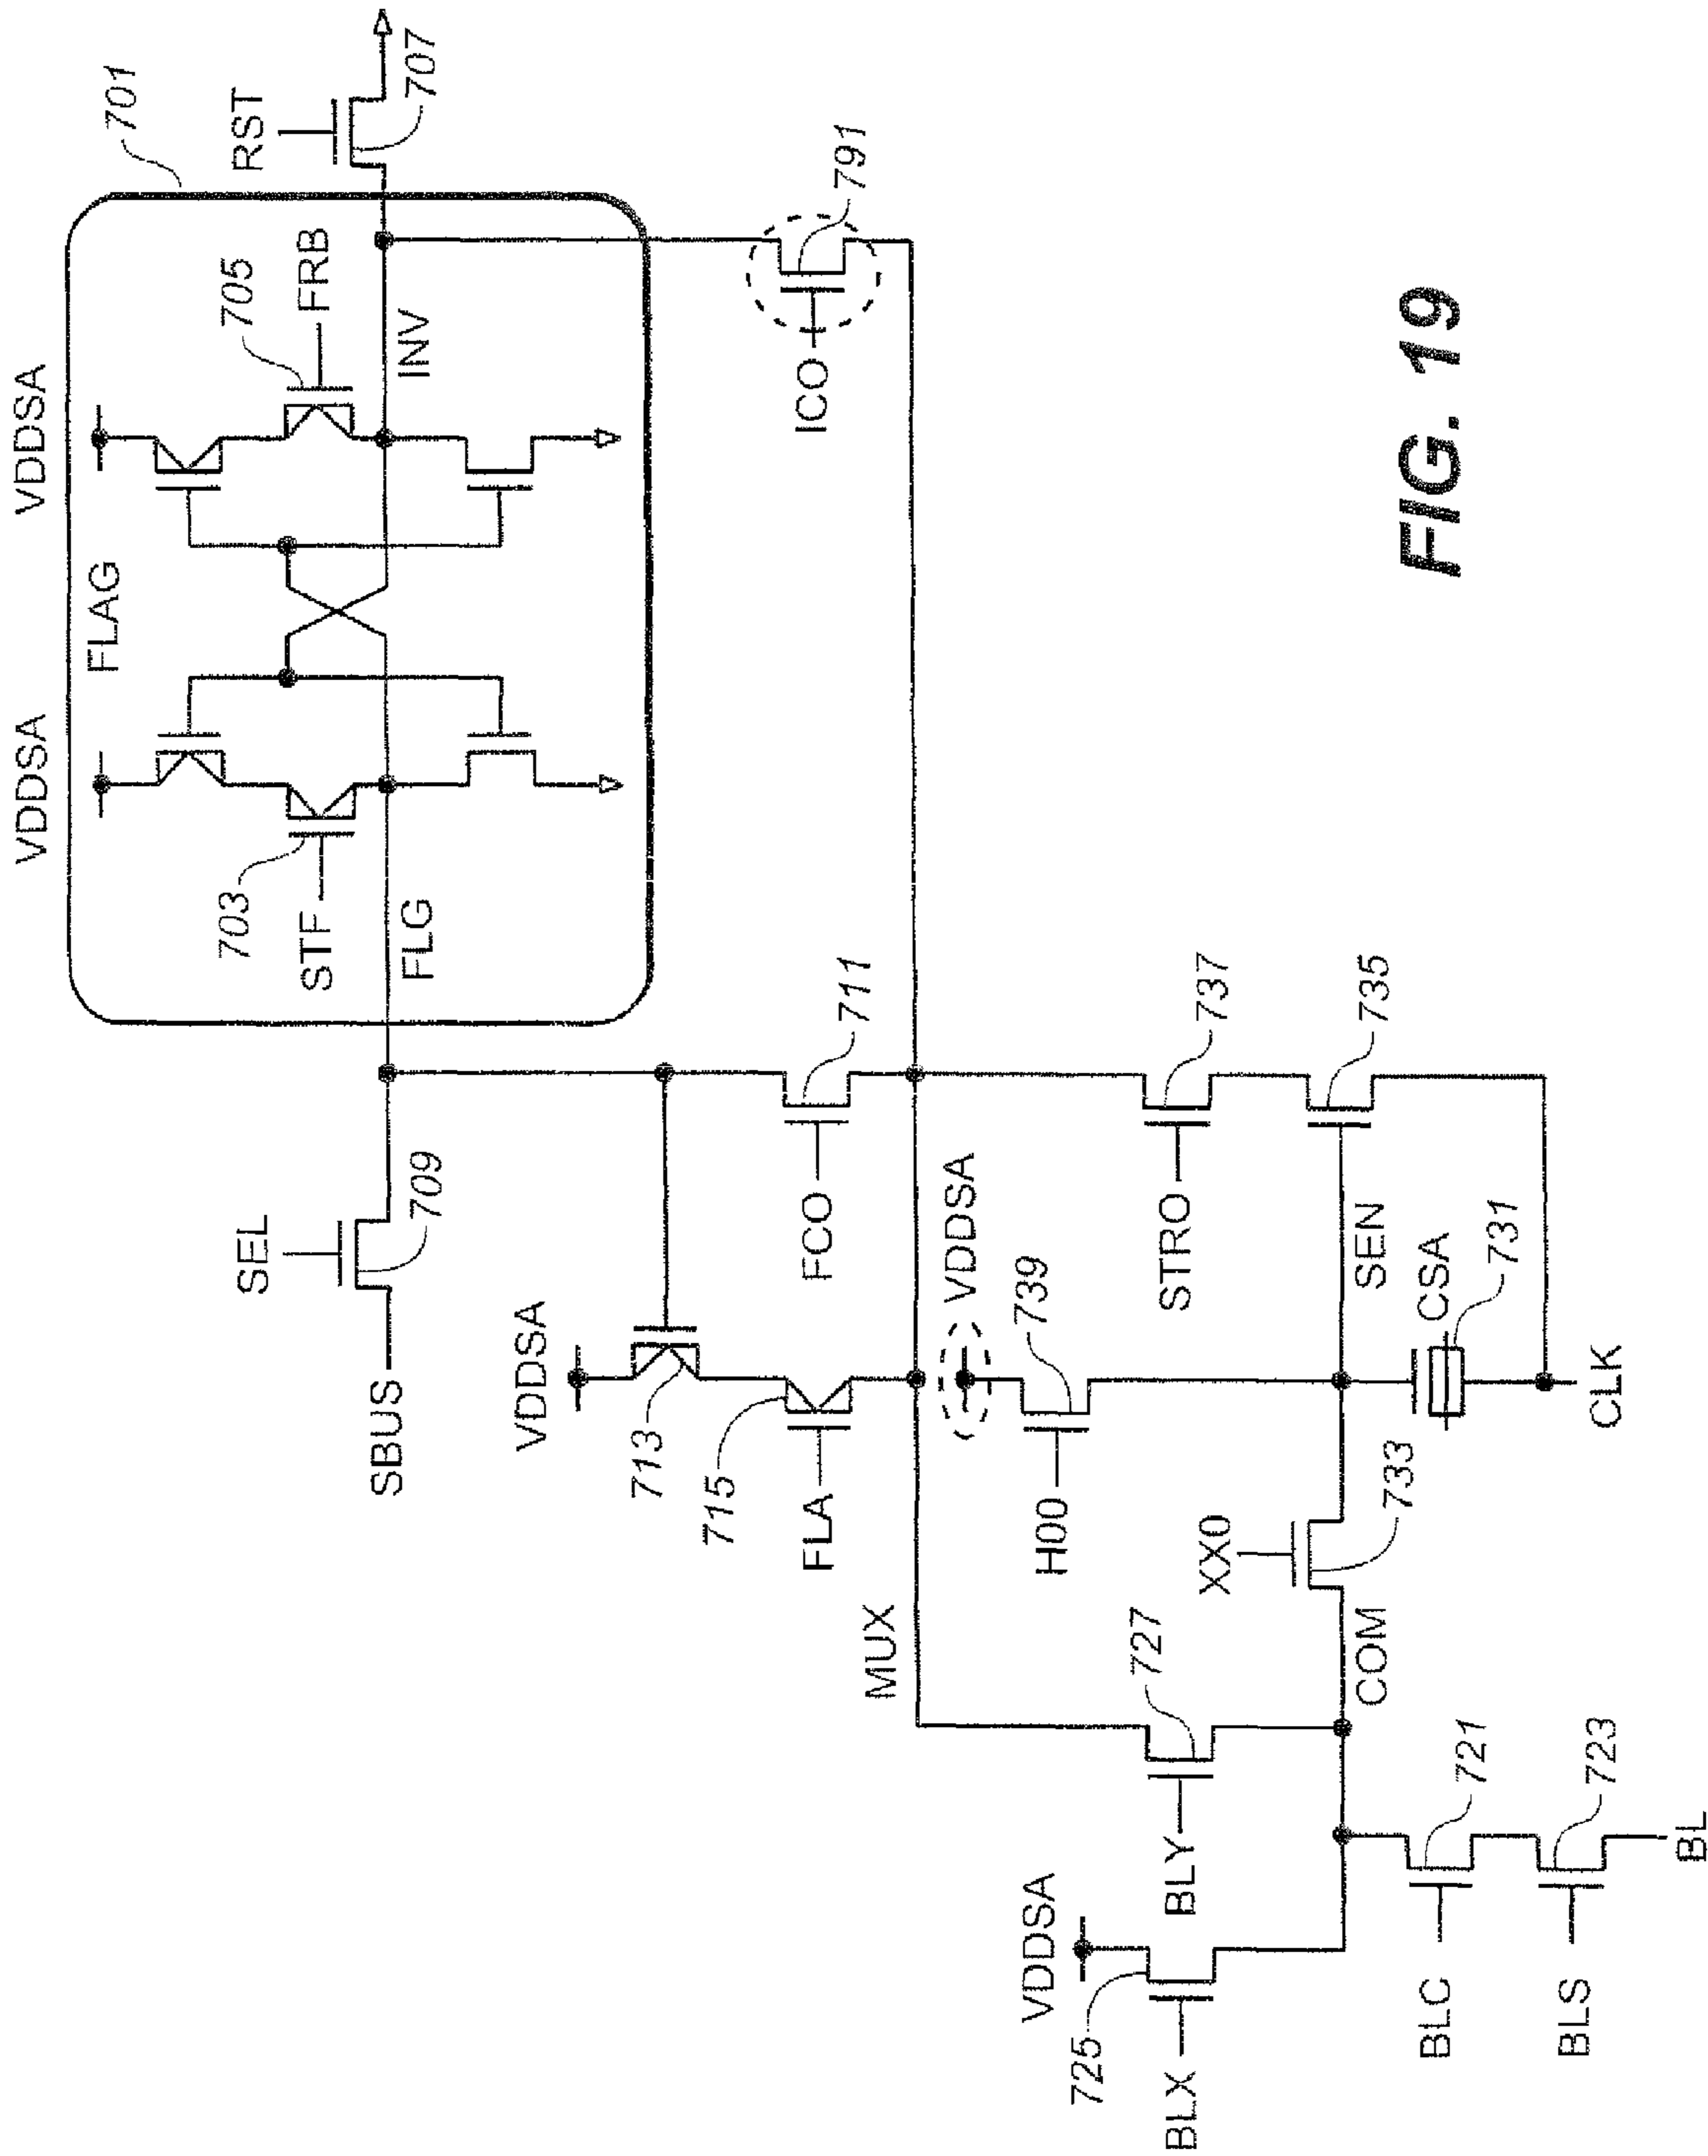 VDDSA
FLAG
VDDSA
701
RST
707
703
STF
FLG
705
FRB
INV
SEL
709
SBUS
VDDSA
713
715
FLA
FCO
711
ICO
791
MUX
VDDSA
739
H00
STRO
737
735
SEN
XX0
733
COM
CSA
731
CLK
727
BLY
VDDSA
725
BLX
BLC
721
BLS
723
BL
FIG. 19